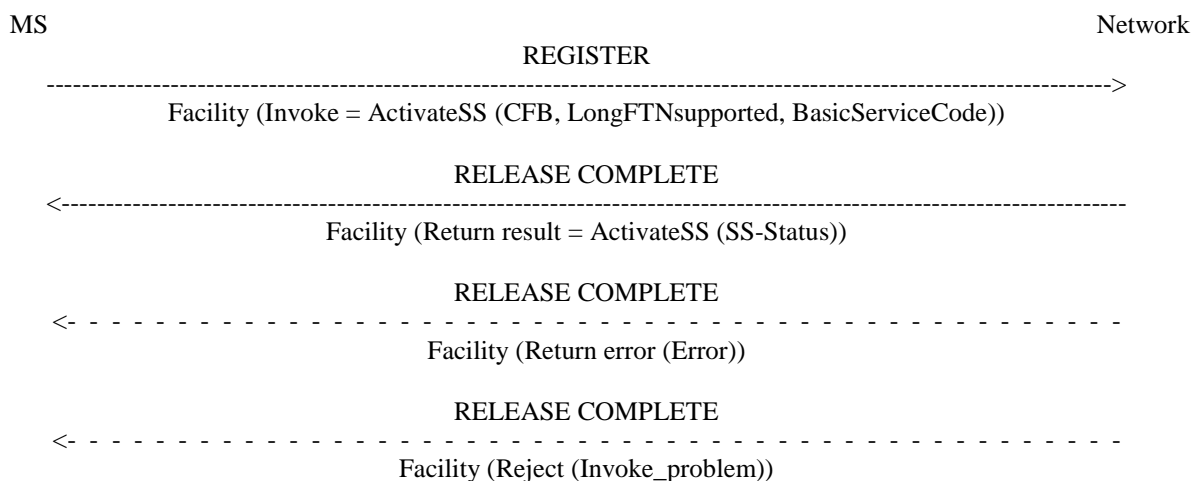 MS Network
REGISTER
Facility (Invoke = ActivateSS (CFB, LongFTNsupported, BasicServiceCode))
RELEASE COMPLETE
Facility (Return result = ActivateSS (SS-Status))
RELEASE COMPLETE
Facility (Return error (Error))
RELEASE COMPLETE
Facility (Reject (Invoke_problem))